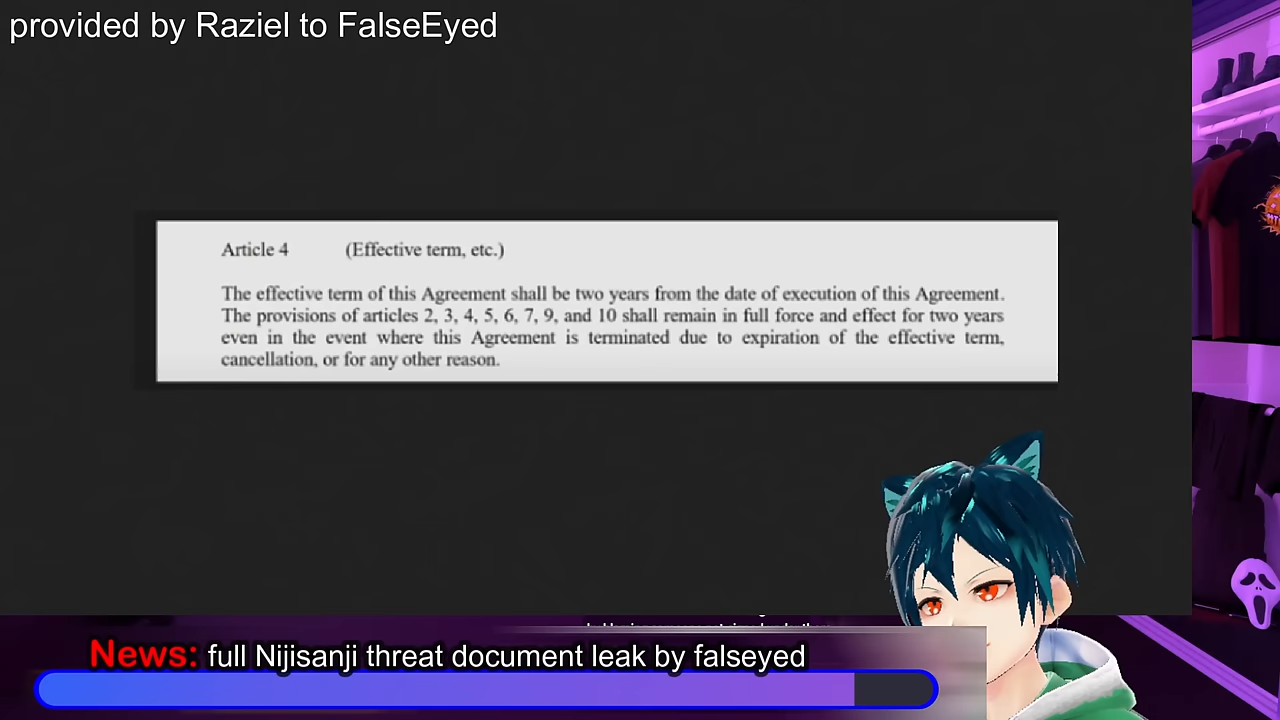 provided by Raziel to FalseEyed
Article 4 (Effective term, etc.)
The effective term of this Agreement shall be two years from the date of execution of this Agreement.
The provisions of articles 2, 3, 4, 5, 6, 7, 9, and 10 shall remain in full force and effect for two years
even in the event where this Agreement is terminated due to expiration of the effective term,
cancellation, or for any other reason.
News: full Nijisanji threat document leak by falseyed